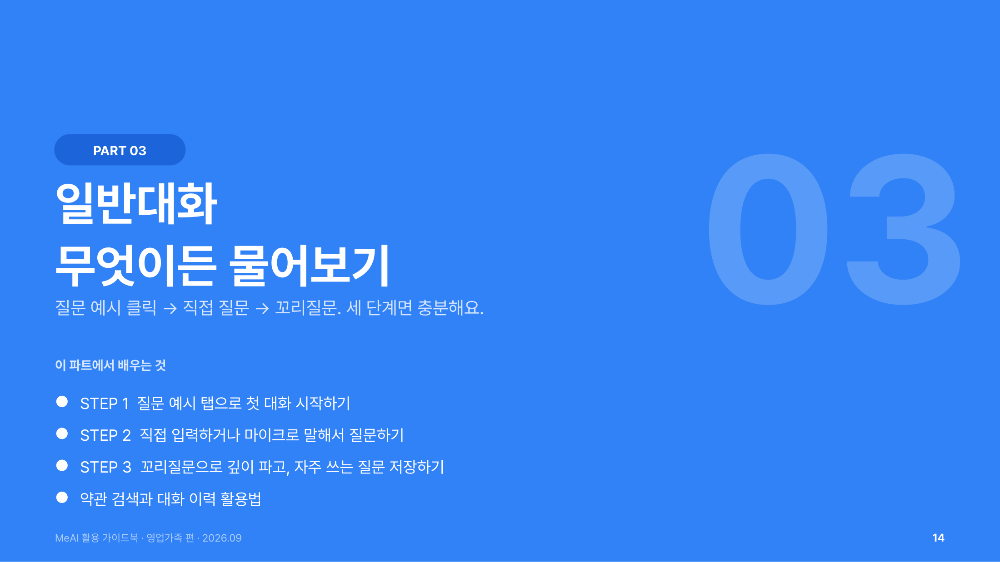 PART 03
일반대화
무엇이든 물어보기
질문 예시 클릭 → 직접 질문 → 꼬리질문. 세 단계면 충분해요.
03
이 파트에서 배우는 것
● STEP 1 질문 예시 탭으로 첫 대화 시작하기
● STEP 2 직접 입력하거나 마이크로 말해서 질문하기
● STEP 3 꼬리질문으로 깊이 파고, 자주 쓰는 질문 저장하기
● 약관 검색과 대화 이력 활용법
MeAI 활용 가이드북 · 영업가족 편 · 2026.09
14